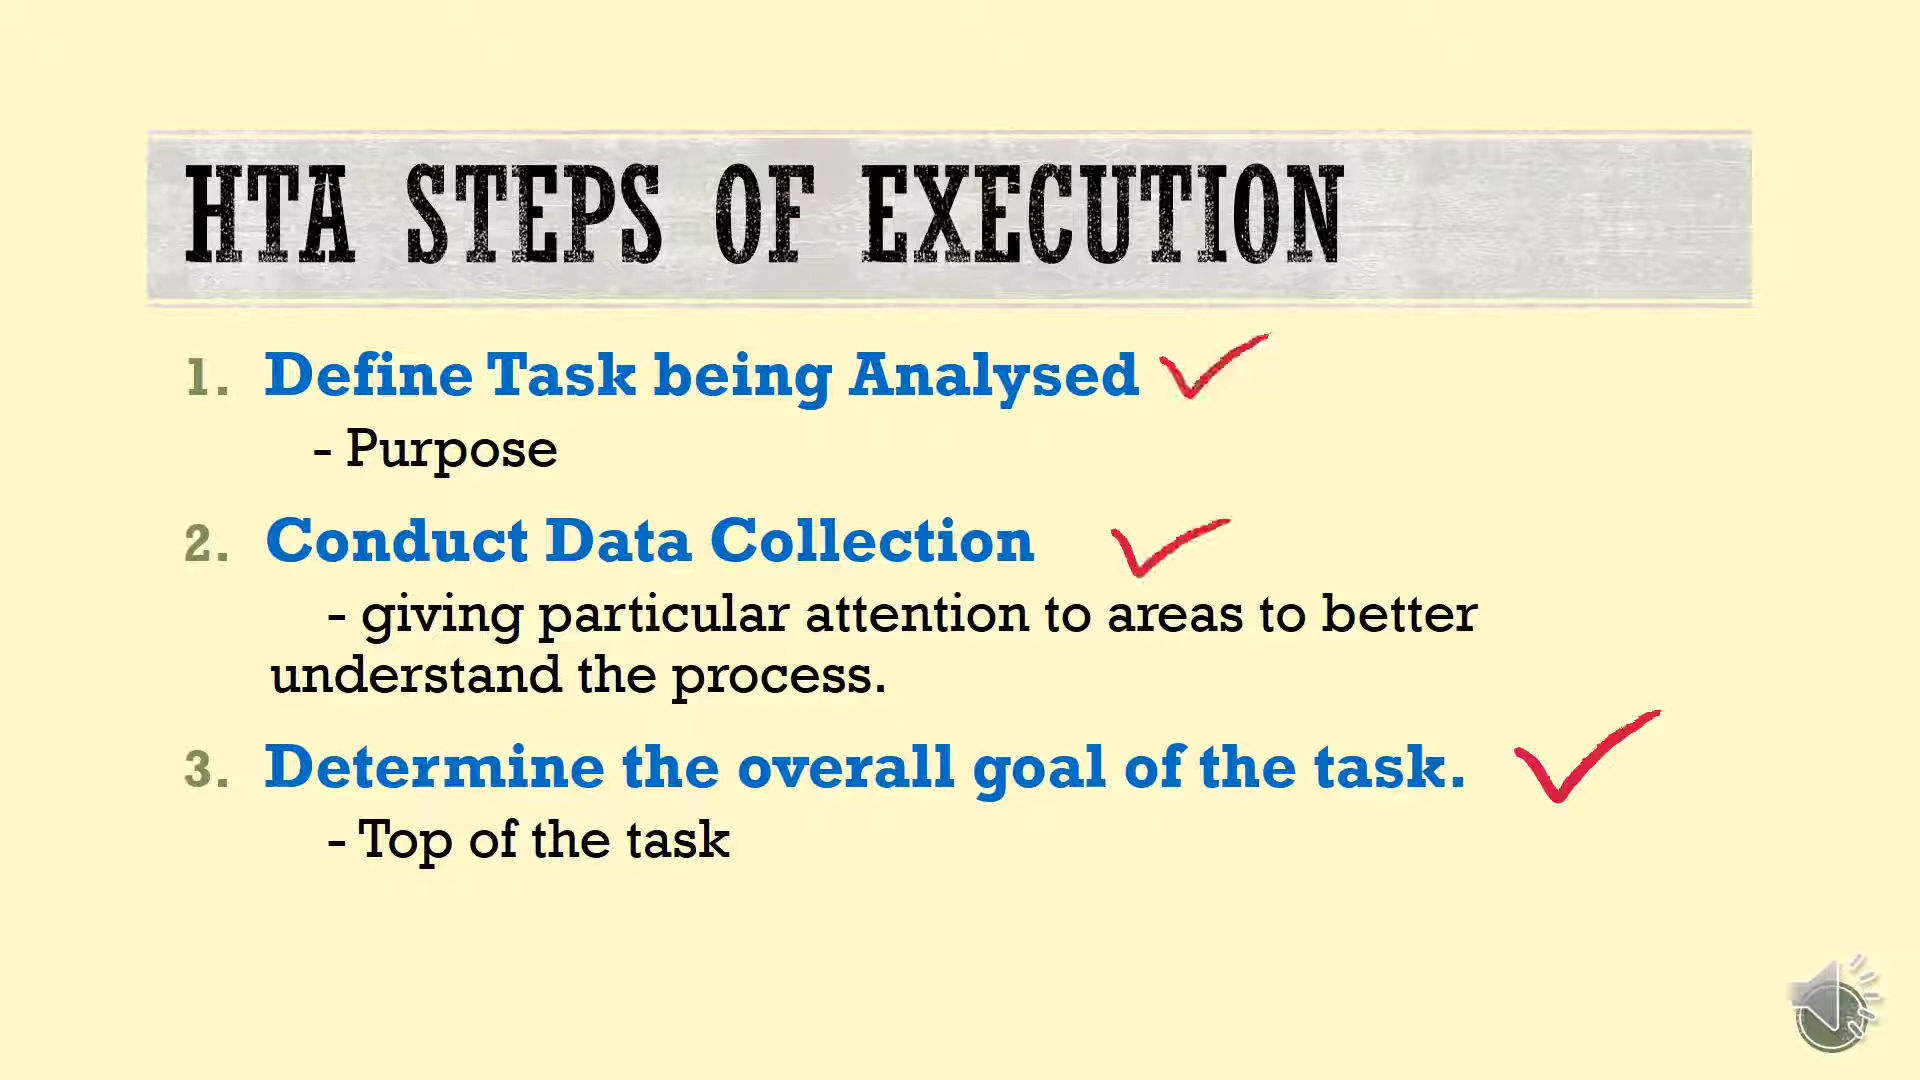 HTA STEPS OF EXECUTION
1. Define Task being Analysed
- Purpose
2. Conduct Data Collection
- giving particular attention to areas to better
understand the process.
3. Determine the overall goal of the task.
- Top of the task